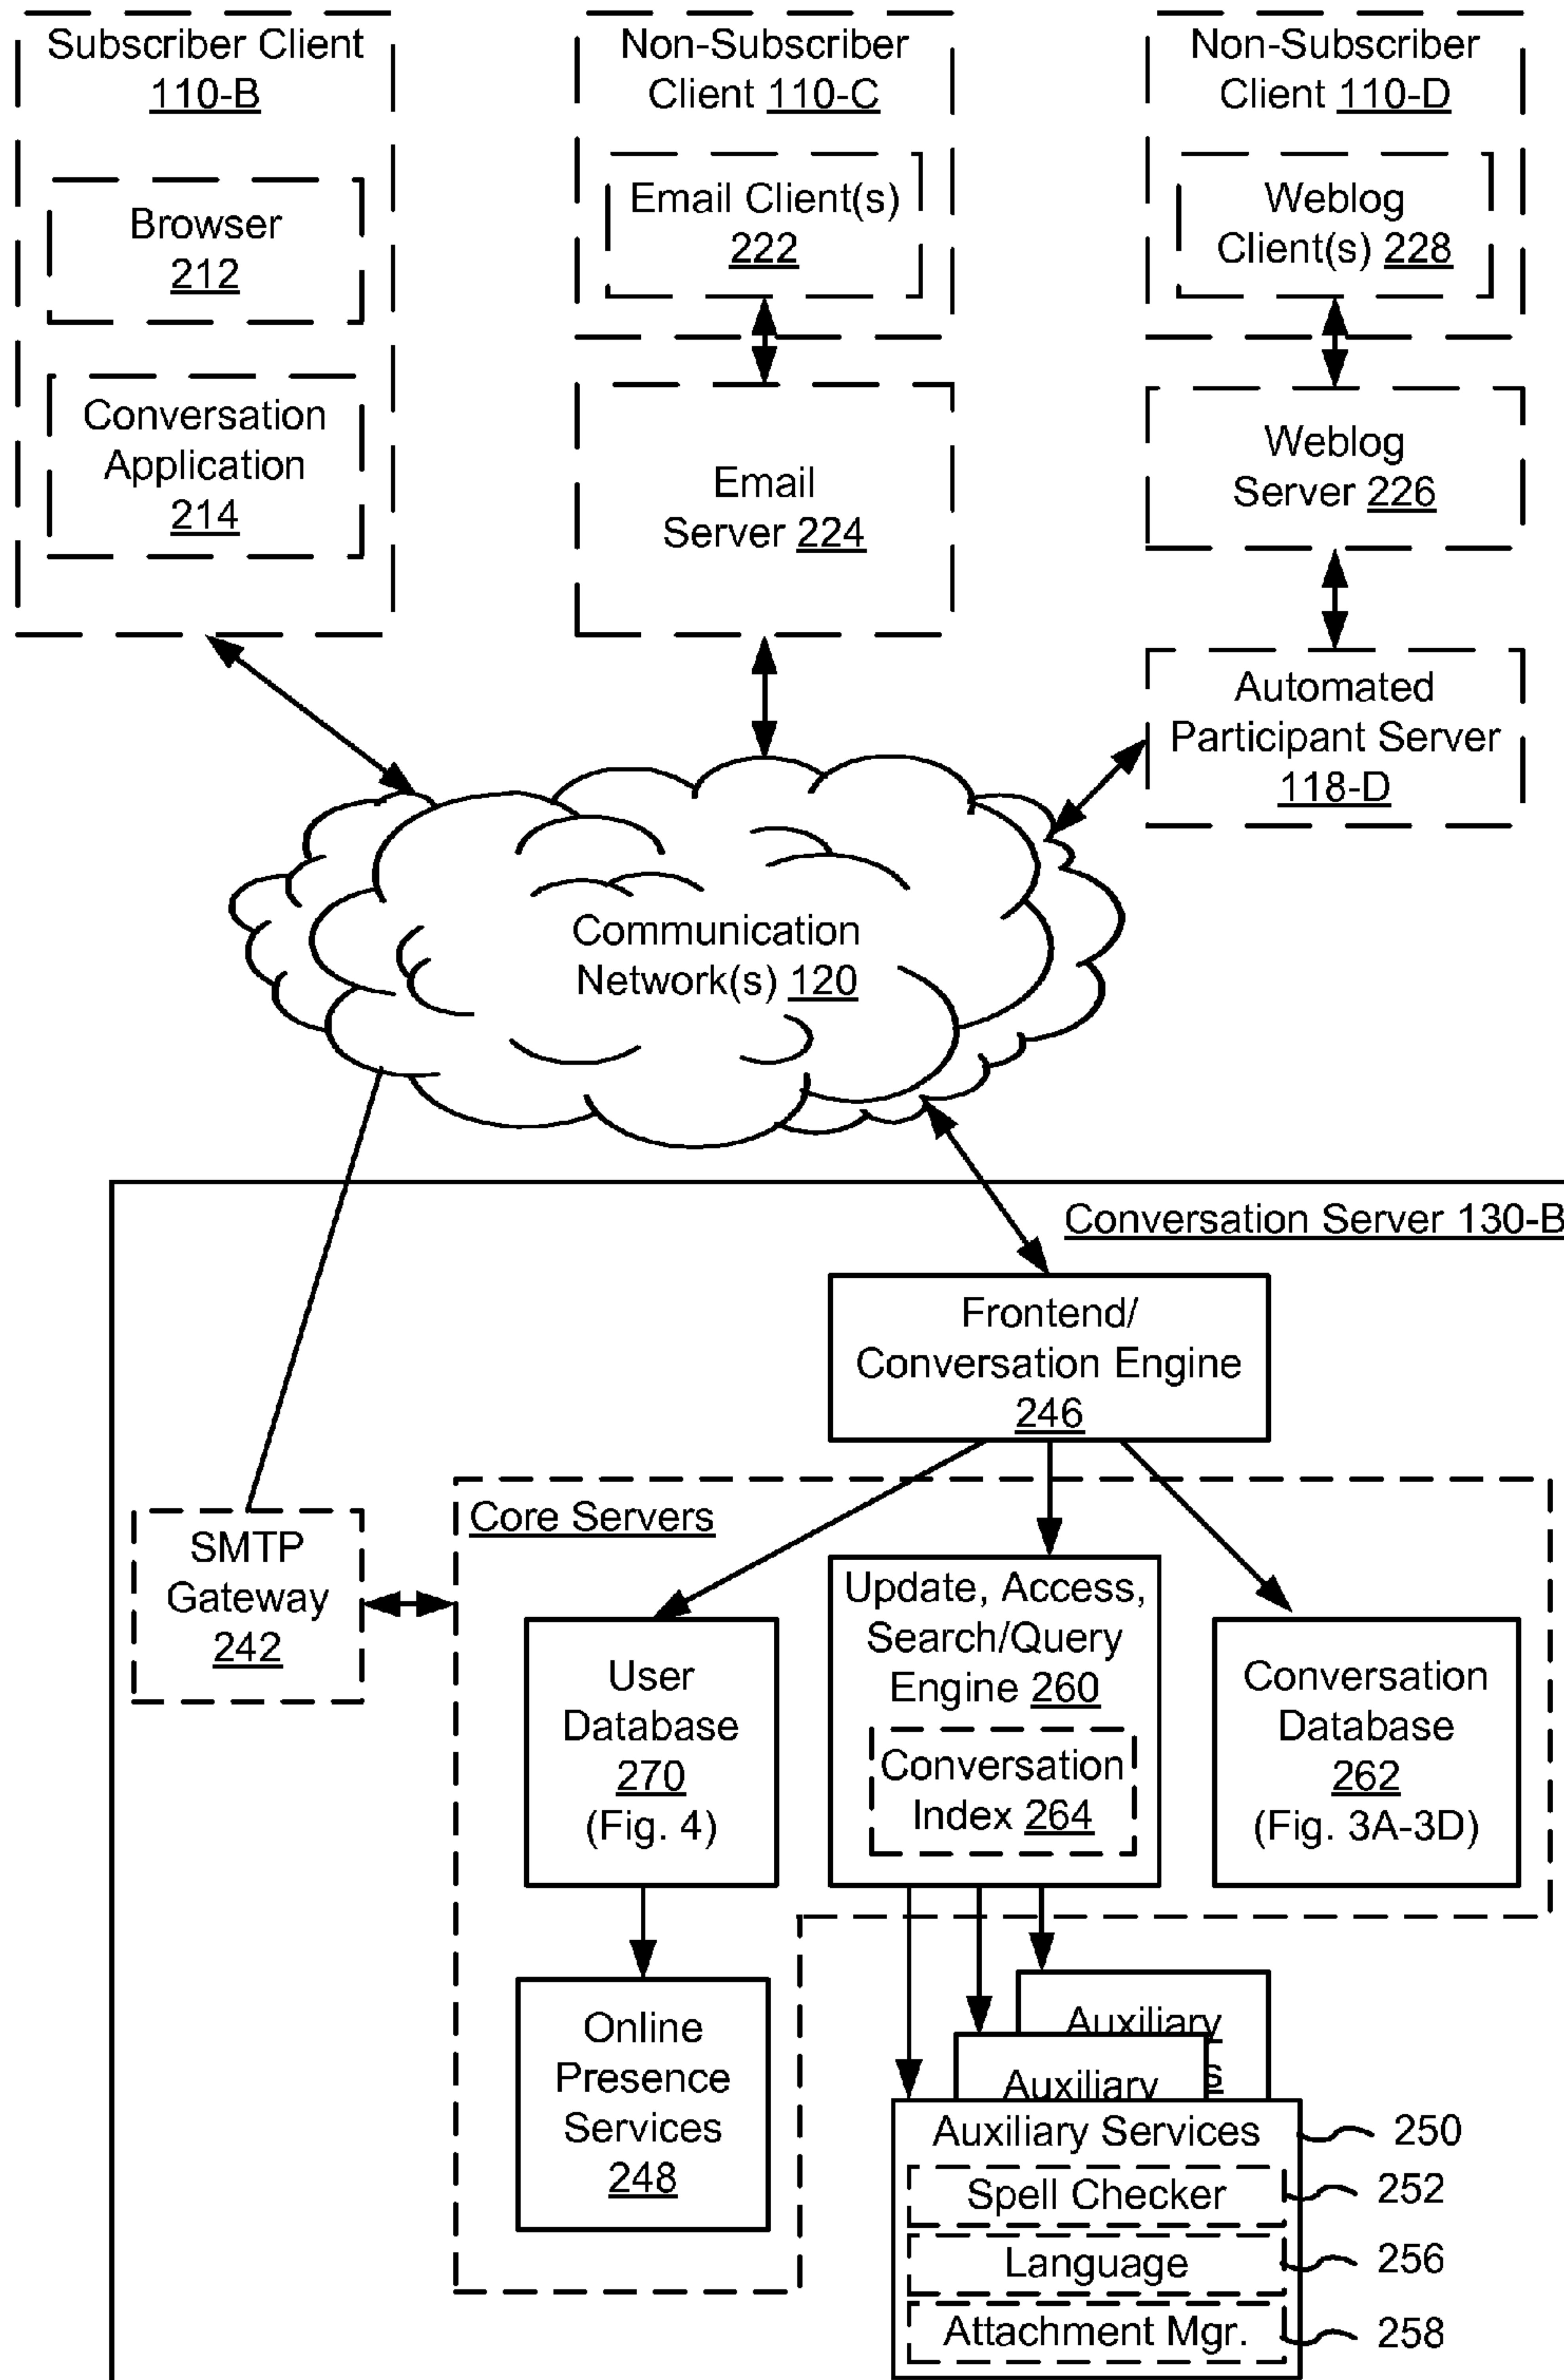 Subscriber Client
110-B
Browser
212
Conversation
Application
214
Non-Subscriber
Client 110-C
Email Client(s)
222
Email
Server 224
Non-Subscriber
Client 110-D
Weblog
Client(s) 228
Weblog
Server 226
Automated
Participant Server
118-D
Communication
Network(s) 120
Conversation Server 130-B
Frontend/
Conversation Engine
246
SMTP
Gateway
242
Core Servers
User
Database
270
(Fig. 4)
Update, Access,
Search/Query
Engine 260
Conversation
Index 264
Conversation
Database
262
(Fig. 3A-3D)
Online
Presence
Services
248
Auxiliary
s
Auxiliary
Auxiliary Services
250
Spell Checker
252
Language
256
Attachment Mgr.
258